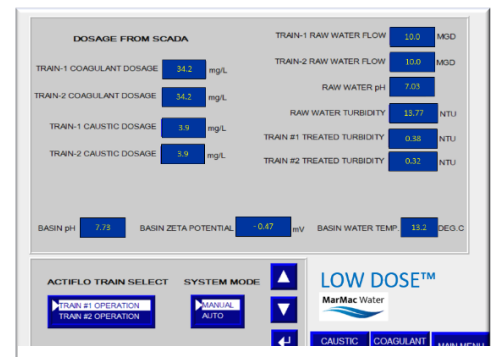 DOSAGE FROM SCADA
TRAIN-1 COAGULANT DOSAGE 34.2 mg/L
TRAIN-2 COAGULANT DOSAGE 34.2 mg/L
TRAIN-1 CAUSTIC DOSAGE 3.9 mg/L
TRAIN-2 CAUSTIC DOSAGE 3.9 mg/L
TRAIN-1 RAW WATER FLOW 10.0 MGD
TRAIN-2 RAW WATER FLOW 10.0 MGD
RAW WATER pH 7.03
RAW WATER TURBIDITY 13.77 NTU
TRAIN #1 TREATED TURBIDITY 0.38 NTU
TRAIN #2 TREATED TURBIDITY 0.32 NTU
BASIN pH 7.73 BASIN ZETA POTENTIAL -0.47 mV BASIN WATER TEMP. 13.2 DEG.C
ACTIFLO TRAIN SELECT
TRAIN #1 OPERATION
TRAIN #2 OPERATION
SYSTEM MODE
MANUAL
AUTO
LOW DOSE™
MarMac Water
CAUSTIC COAGULANT MAIN MENU